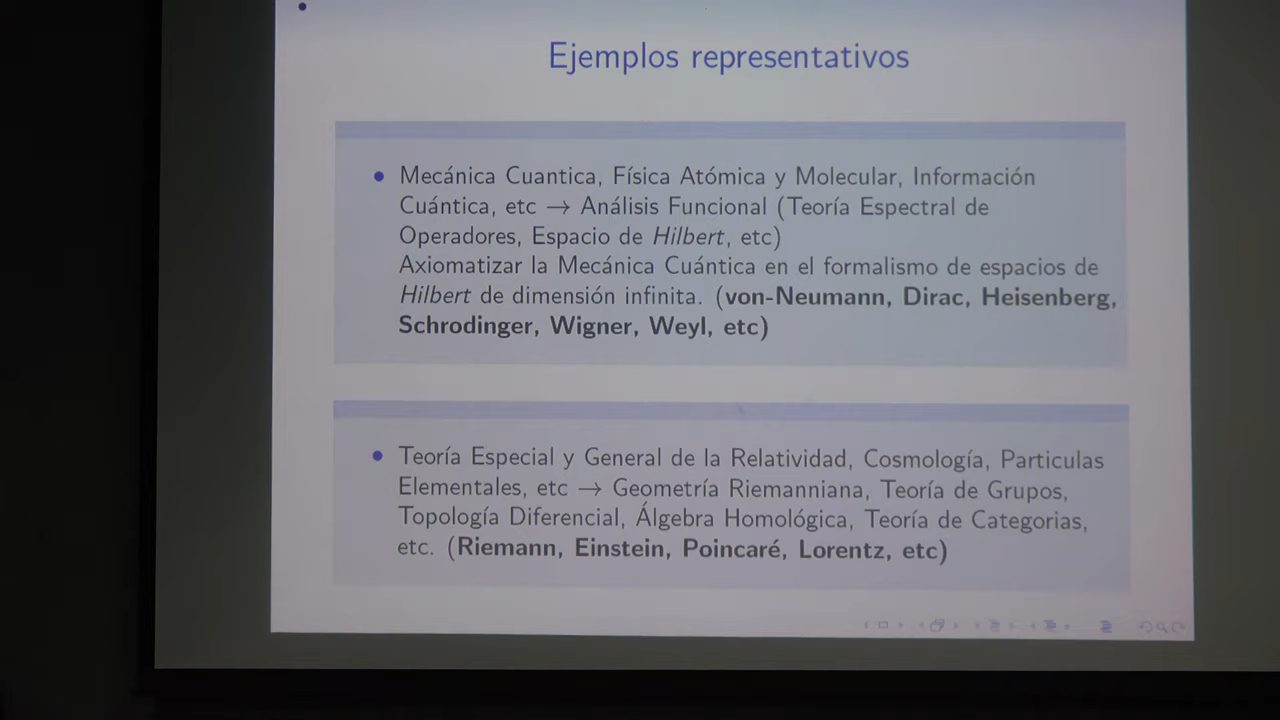 Ejemplos representativos
• Mecánica Cuantica, Física Atómica y Molecular, Información
Cuántica, etc → Análisis Funcional (Teoría Espectral de
Operadores, Espacio de Hilbert, etc)
Axiomatizar la Mecánica Cuántica en el formalismo de espacios de
Hilbert de dimensión infinita. (von-Neumann, Dirac, Heisenberg,
Schrodinger, Wigner, Weyl, etc)
• Teoría Especial y General de la Relatividad, Cosmología, Particulas
Elementales, etc → Geometría Riemanniana, Teoría de Grupos,
Topología Diferencial, Álgebra Homológica, Teoría de Categorias,
etc. (Riemann, Einstein, Poincaré, Lorentz, etc)